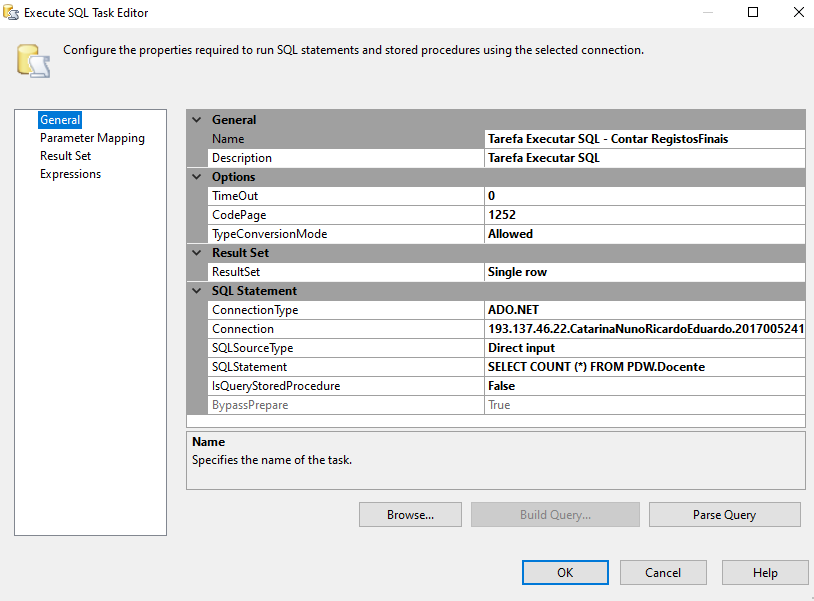 Execute SQL Task Editor
Configure the properties required to run SQL statements and stored procedures using the selected connection.
General
Parameter Mapping
Result Set
Expressions
General
Name Tarefa Executar SQL - Contar RegistosFinais
Description Tarefa Executar SQL
Options
TimeOut 0
CodePage 1252
TypeConversionMode Allowed
Result Set
ResultSet Single row
SQL Statement
ConnectionType ADO.NET
Connection 193.137.46.22.CatarinaNunoRicardoEduardo.2017005241
SQLSourceType Direct input
SQLStatement SELECT COUNT (*) FROM PDW.Docente
IsQueryStoredProcedure False
BypassPrepare True
Name
Specifies the name of the task.
Browse... Build Query... Parse Query
OK Cancel Help